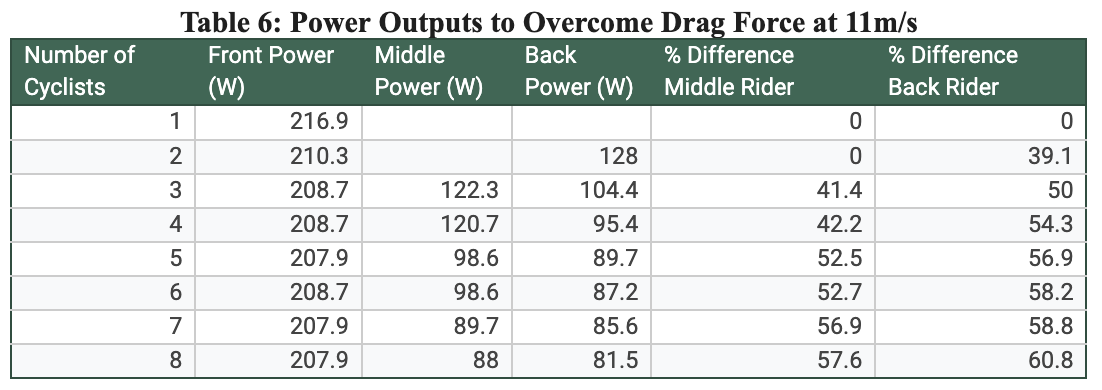 Table 6: Power Outputs to Overcome Drag Force at 11m/s
Number of Cyclists Front Power (W) Middle Power (W) Back Power (W) % Difference Middle Rider % Difference Back Rider
1 216.9 0 0
2 210.3 128 0 39.1
3 208.7 122.3 104.4 41.4 50
4 208.7 120.7 95.4 42.2 54.3
5 207.9 98.6 89.7 52.5 56.9
6 208.7 98.6 87.2 52.7 58.2
7 207.9 89.7 85.6 56.9 58.8
8 207.9 88 81.5 57.6 60.8